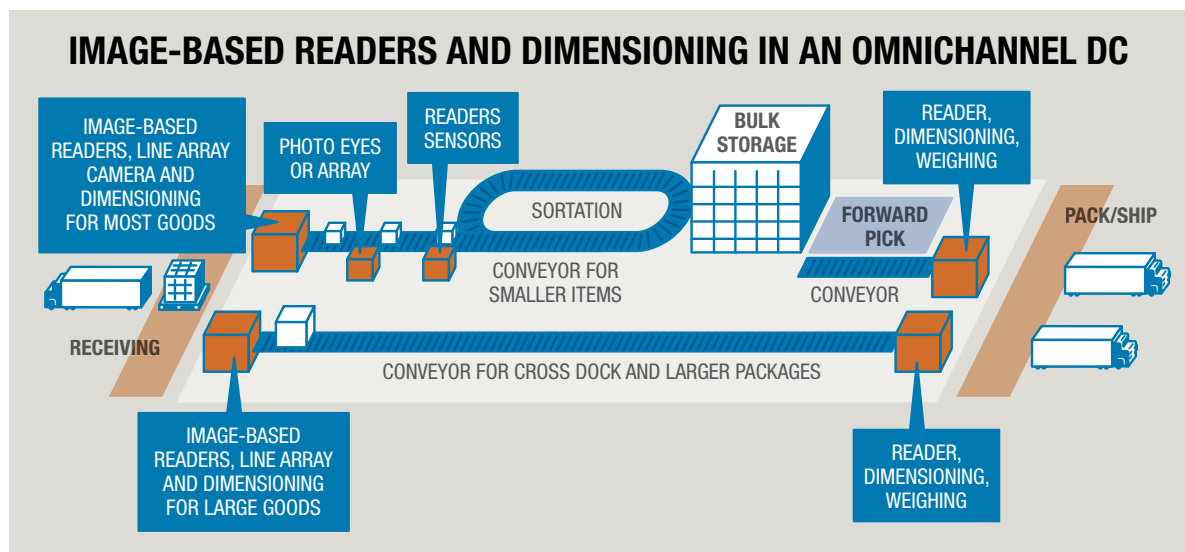 IMAGE-BASED READERS AND DIMENSIONING IN AN OMNICHANNEL DC
IMAGE-BASED
READERS, LINE ARRAY
CAMERA AND
DIMENSIONING
FOR MOST GOODS
PHOTO EYES
OR ARRAY
READERS
SENSORS
BULK
STORAGE
READER,
DIMENSIONING,
WEIGHING
SORTATION
FORWARD
PICK
PACK/SHIP
CONVEYOR FOR
SMALLER ITEMS
CONVEYOR
RECEIVING
CONVEYOR FOR CROSS DOCK AND LARGER PACKAGES
IMAGE-BASED
READERS, LINE ARRAY
AND DIMENSIONING
FOR LARGE GOODS
READER,
DIMENSIONING,
WEIGHING